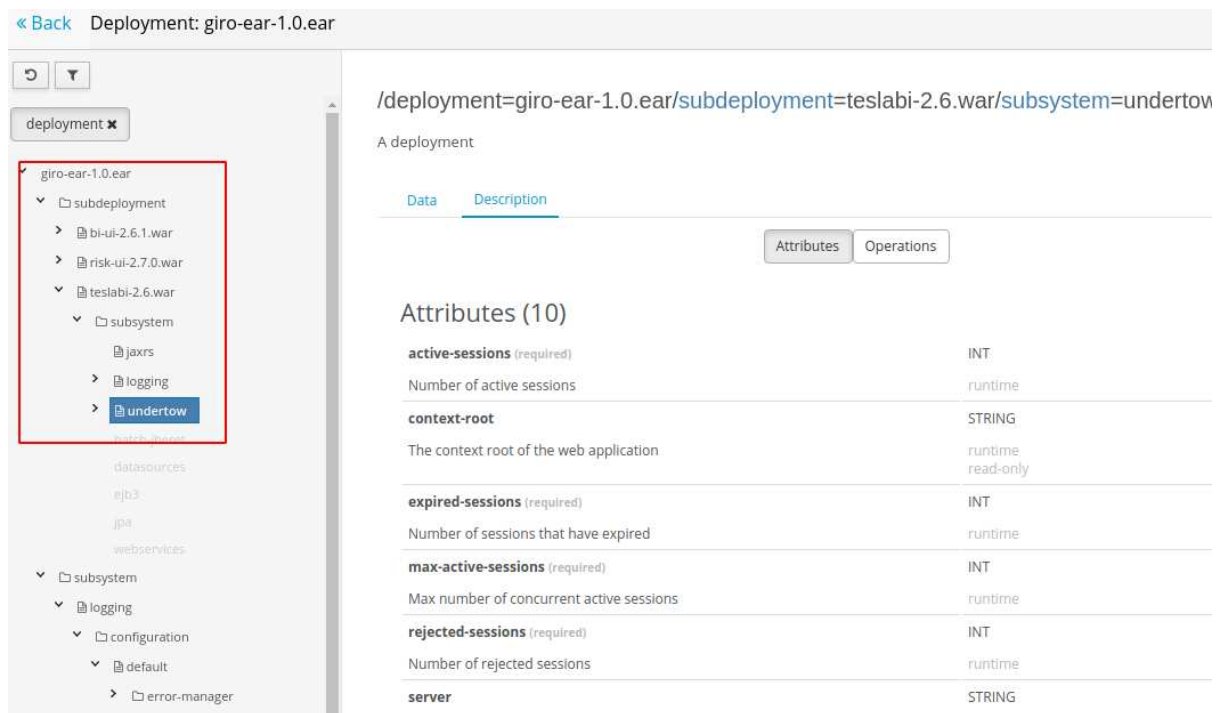 « Back Deployment: giro-ear-1.0.ear
deployment ✖
giro-ear-1.0.ear
subdeployment
bi-ui-2.6.1.war
risk-ui-2.7.0.war
teslabi-2.6.war
subsystem
jaxrs
logging
undertow
batch-jberet
datasources
ejb3
jpa
webservices
subsystem
logging
configuration
default
error-manager
/deployment=giro-ear-1.0.ear/subdeployment=teslabi-2.6.war/subsystem=undertow
A deployment
Data Description
Attributes Operations
Attributes (10)
active-sessions (required) INT
Number of active sessions runtime
context-root STRING
The context root of the web application runtime
read-only
expired-sessions (required) INT
Number of sessions that have expired runtime
max-active-sessions (required) INT
Max number of concurrent active sessions runtime
rejected-sessions (required) INT
Number of rejected sessions runtime
server STRING